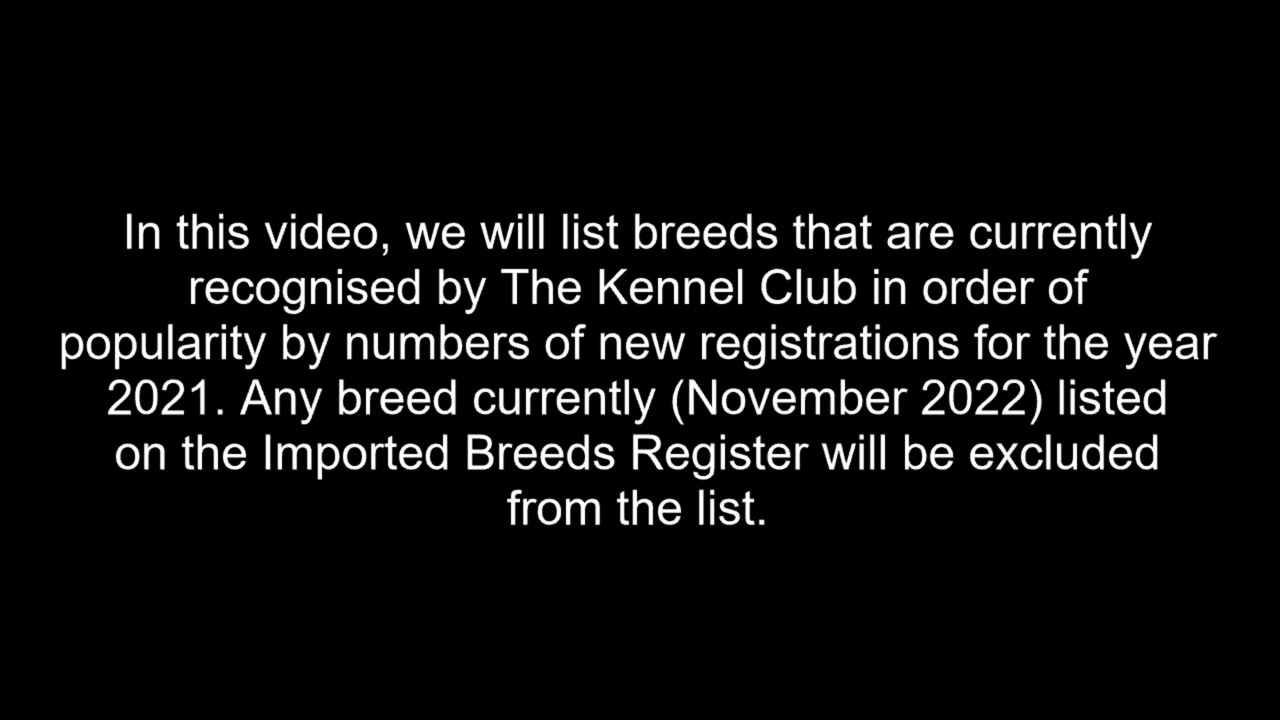 In this video, we will list breeds that are currently
recognised by The Kennel Club in order of
popularity by numbers of new registrations for the year
2021. Any breed currently (November 2022) listed
on the Imported Breeds Register will be excluded
from the list.